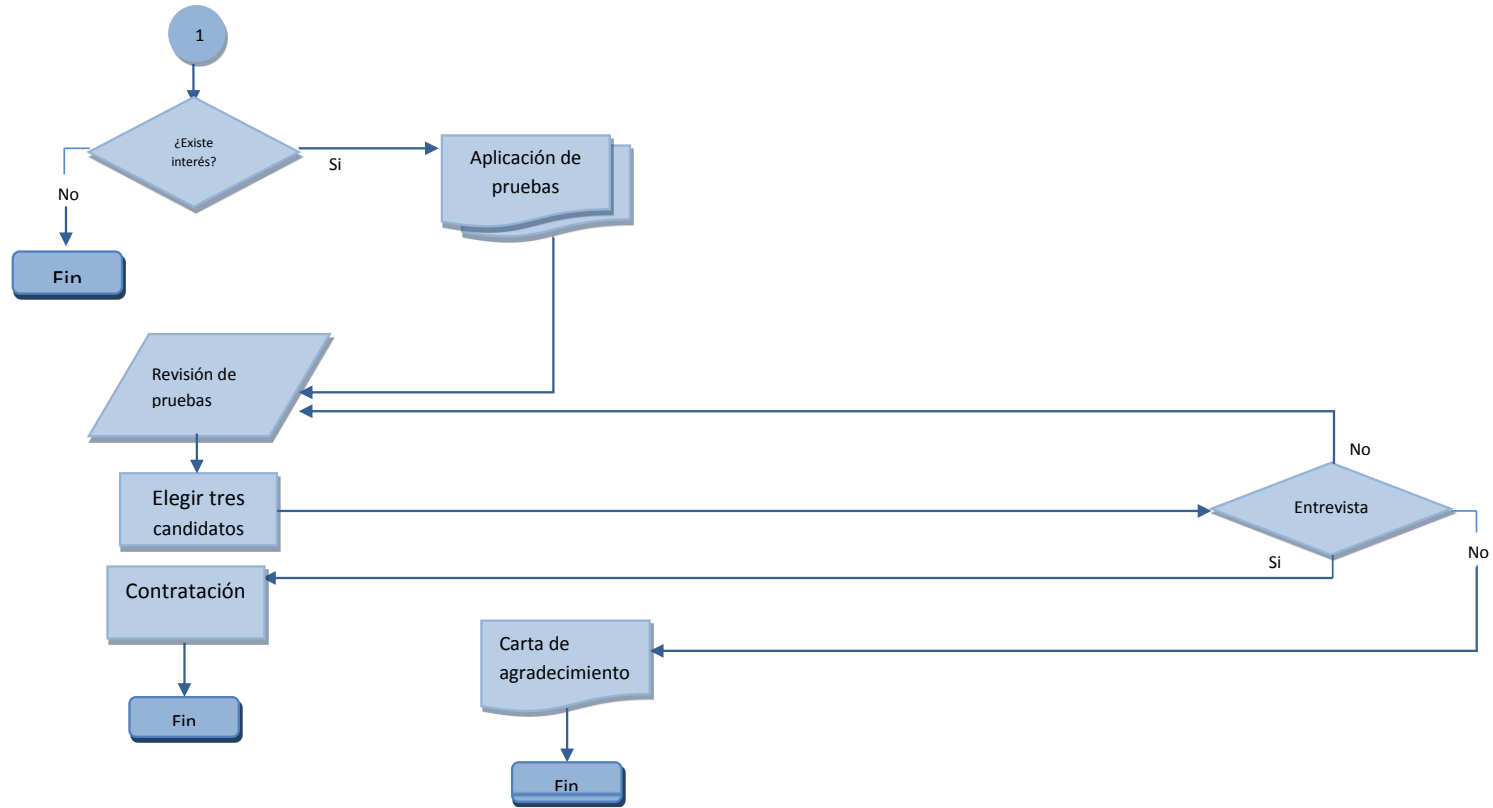 1
¿Existe
interés?
Si
Aplicación de
pruebas
No
Fin
Revisión de
pruebas
No
Elegir tres
candidatos
Entrevista
No
Si
Contratación
Carta de
agradecimiento
Fin
Fin